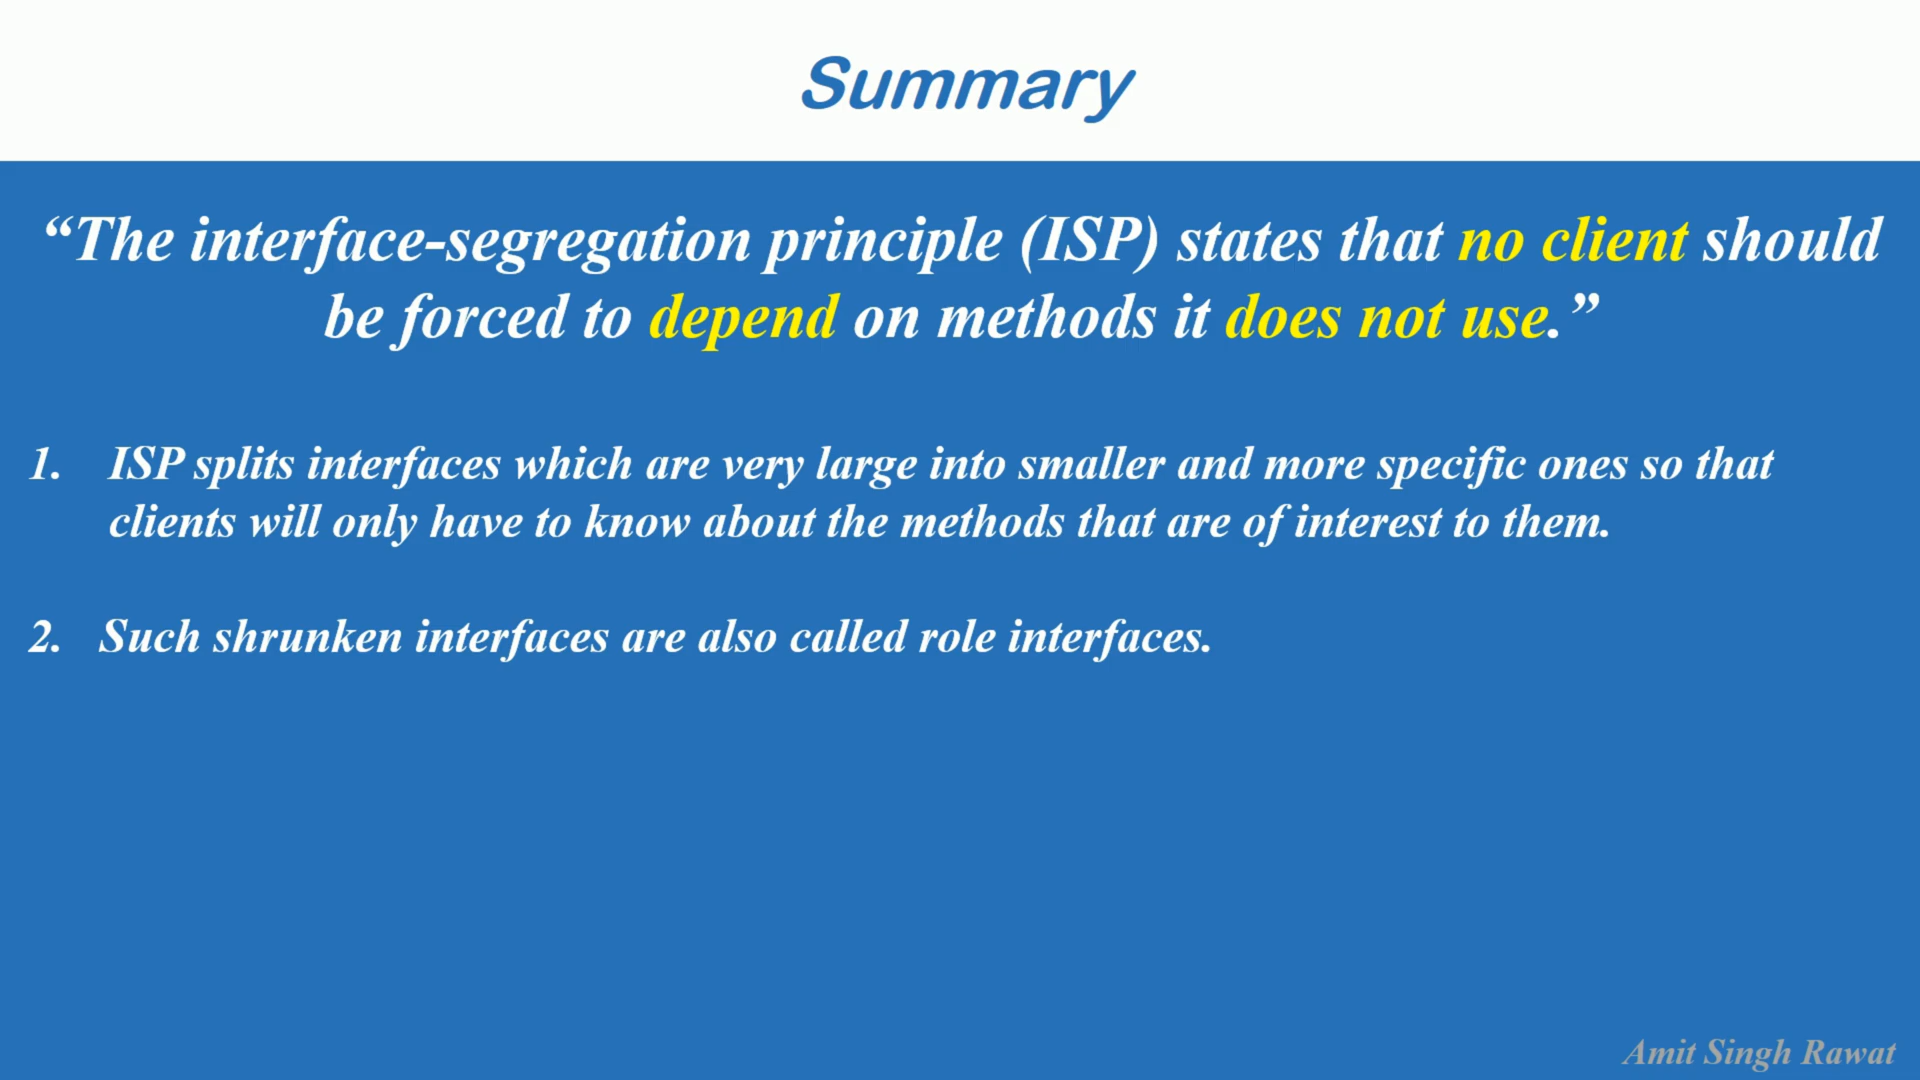 Summary
“The interface-segregation principle (ISP) states that no client should
be forced to depend on methods it does not use.”
1. ISP splits interfaces which are very large into smaller and more specific ones so that
clients will only have to know about the methods that are of interest to them.
2. Such shrunken interfaces are also called role interfaces.
Amit Singh Rawat